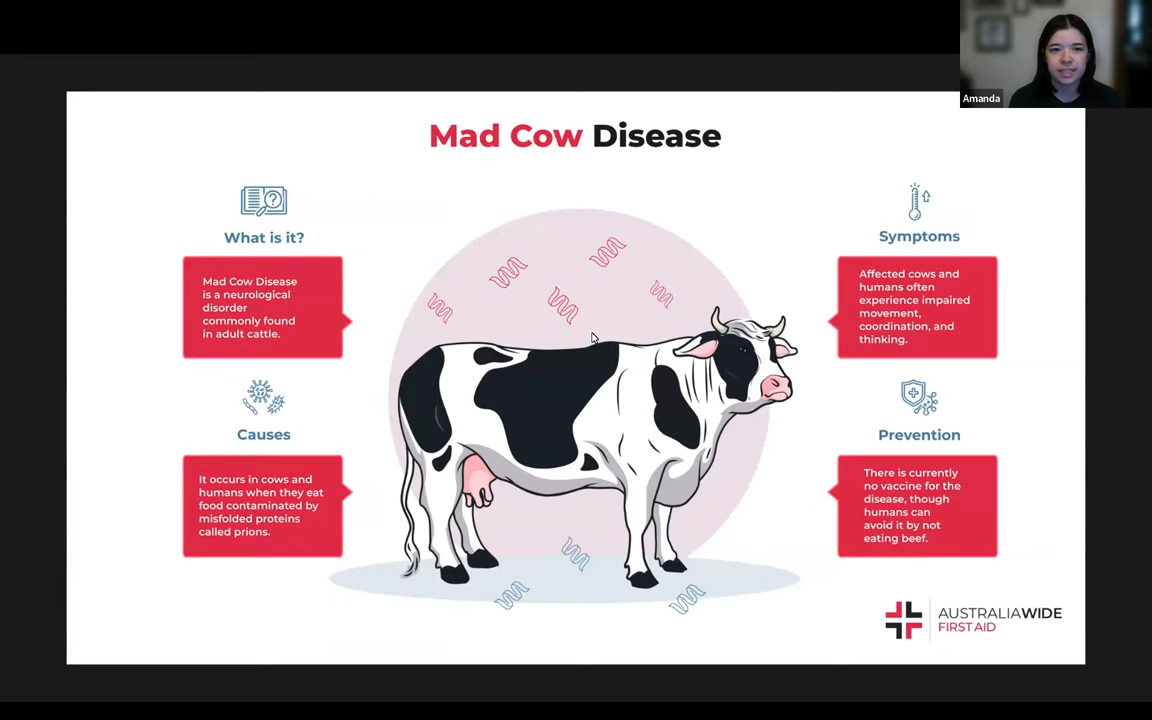 Amanda
Mad Cow Disease
What is it?
Mad Cow Disease
is a neurological
disorder
commonly found
in adult cattle.
Causes
It occurs in cows and
humans when they eat
food contaminated by
misfolded proteins
called prions.
Symptoms
Affected cows and
humans often
experience impaired
movement,
coordination, and
thinking.
Prevention
There is currently
no vaccine for the
disease, though
humans can
avoid it by not
eating beef.
AUSTRALIAWIDE
FIRST AID